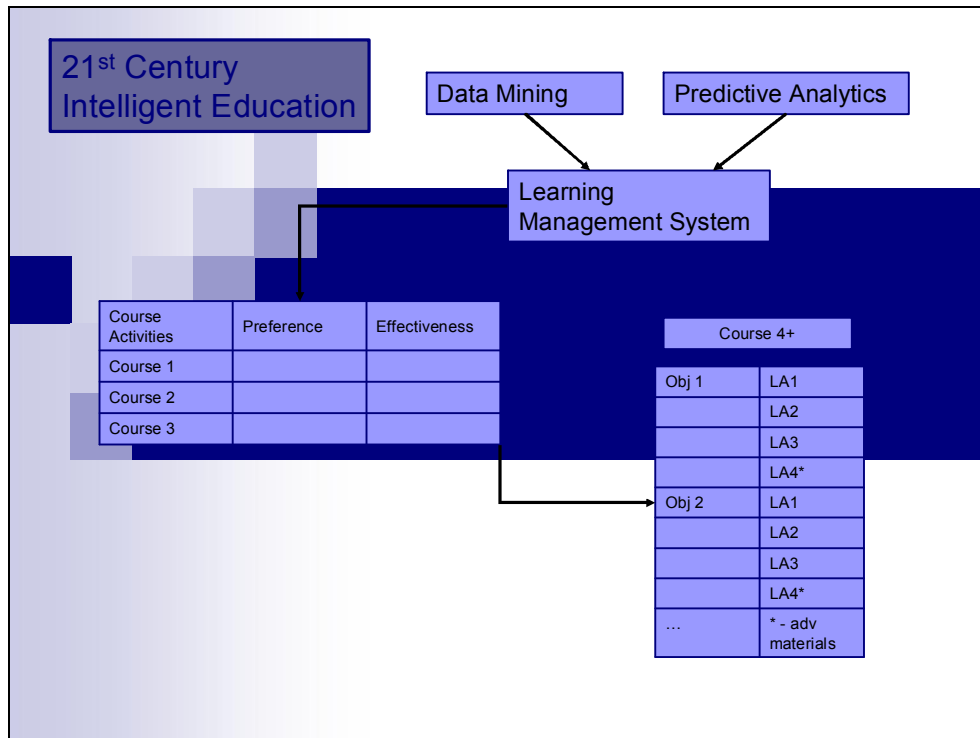 21st Century
Intelligent Education
Data Mining
Predictive Analytics
Learning
Management System
Course
Activities
Preference
Effectiveness
Course 1
Course 2
Course 3
Course 4+
Obj 1
LA1
LA2
LA3
LA4*
Obj 2
LA1
LA2
LA3
LA4*
…
* - adv
materials